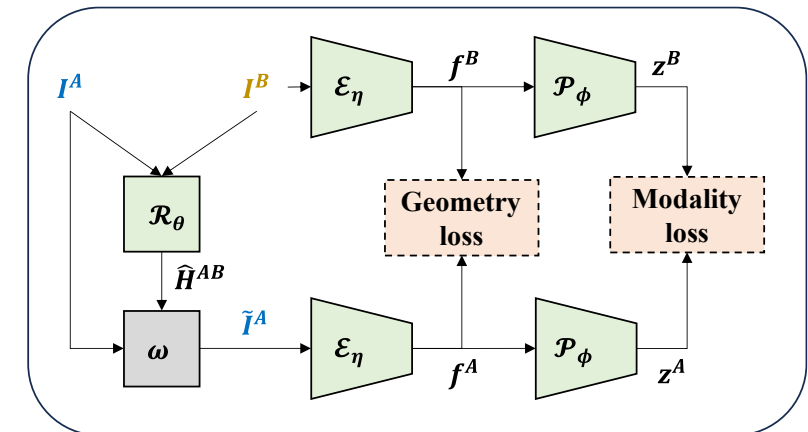 I^A
I^B
ℰ_η
f^B
𝒫_ϕ
z^B
ℛ_θ
Geometry
loss
Modality
loss
Ĥ^{AB}
ω
Ĩ^A
ℰ_η
f^A
𝒫_ϕ
z^A